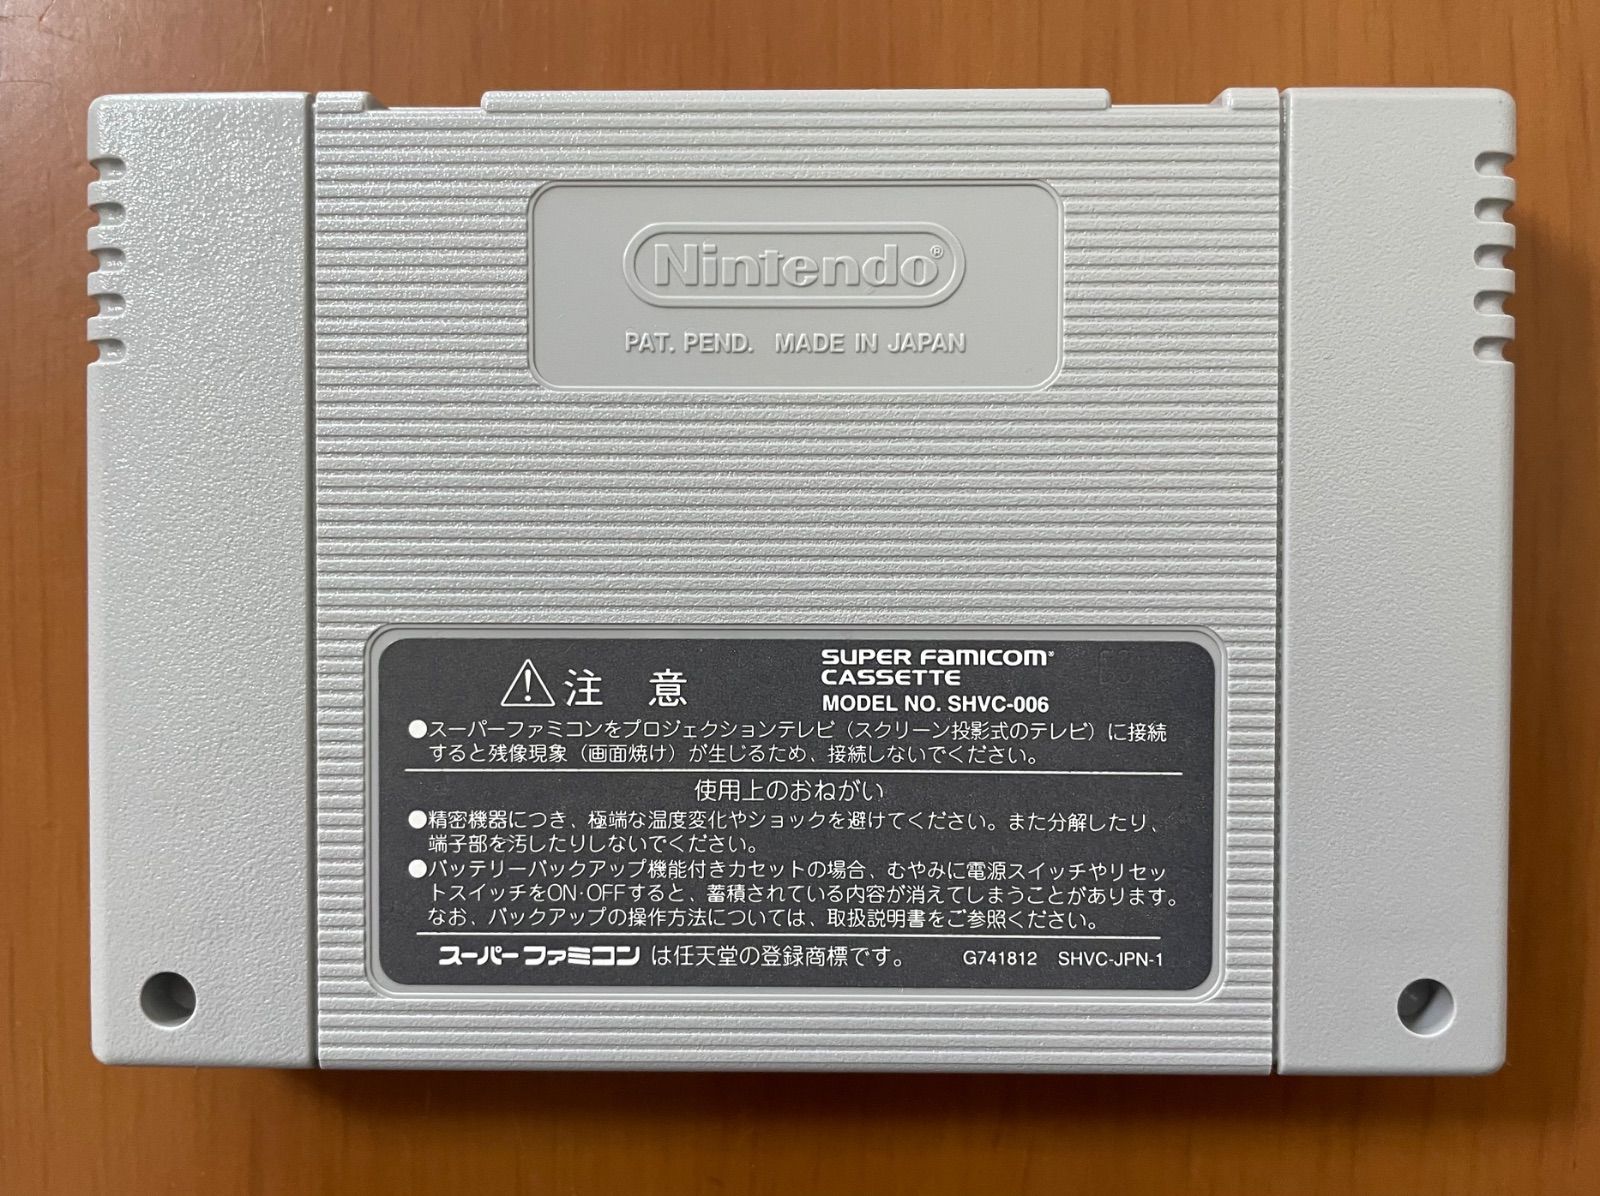 Nintendo®
PAT. PEND. MADE IN JAPAN
注 意
SUPER FAMICOM®
CASSETTE
MODEL NO. SHVC-006
●スーパーファミコンをプロジェクションテレビ（スクリーン投影式のテレビ）に接続
すると残像現象（画面焼け）が生じるため、接続しないでください。
使用上のおねがい
●精密機器につき、極端な温度変化やショックを避けてください。また分解したり、
端子部を汚したりしないでください。
●バッテリーバックアップ機能付きカセットの場合、むやみに電源スイッチやリセッ
トスイッチをON·OFFすると、蓄積されている内容が消えてしまうことがあります。
なお、バックアップの操作方法については、取扱説明書をご参照ください。
スーパーファミコン は任天堂の登録商標です。 G741812 SHVC-JPN-1